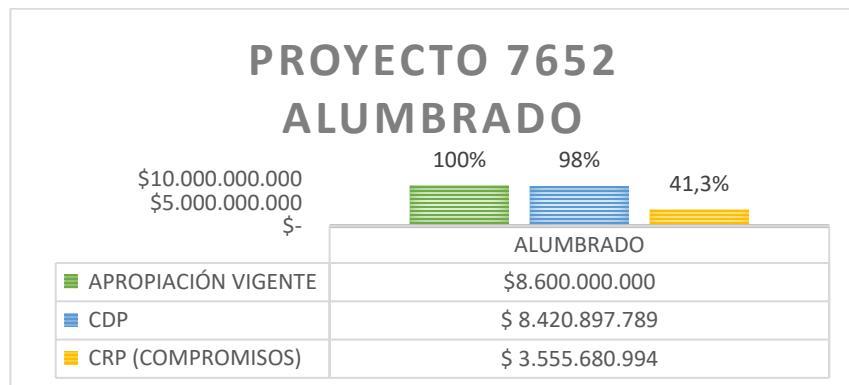 PROYECTO 7652
ALUMBRADO
100% 98% 41,3%
$10.000.000.000
$5.000.000.000
$-
ALUMBRADO
APROPIACIÓN VIGENTE $8.600.000.000
CDP $ 8.420.897.789
CRP (COMPROMISOS) $ 3.555.680.994